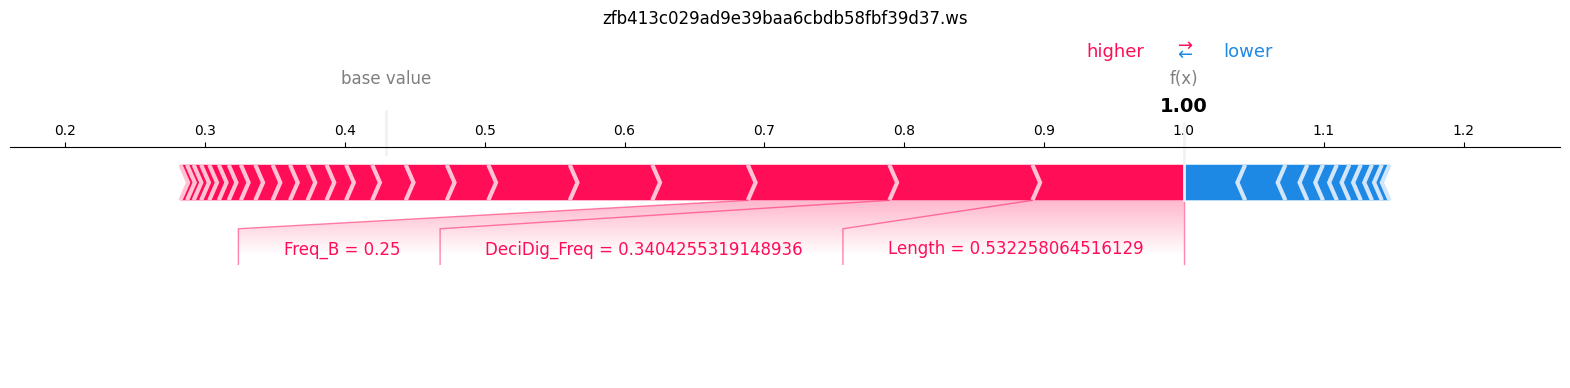 zfb413c029ad9e39baa6cbdb58fbf39d37.ws
higher ⇄ lower
base value f(x)
1.00
0.2 0.3 0.4 0.5 0.6 0.7 0.8 0.9 1.0 1.1 1.2
Freq_B = 0.25 DeciDig_Freq = 0.3404255319148936 Length = 0.532258064516129